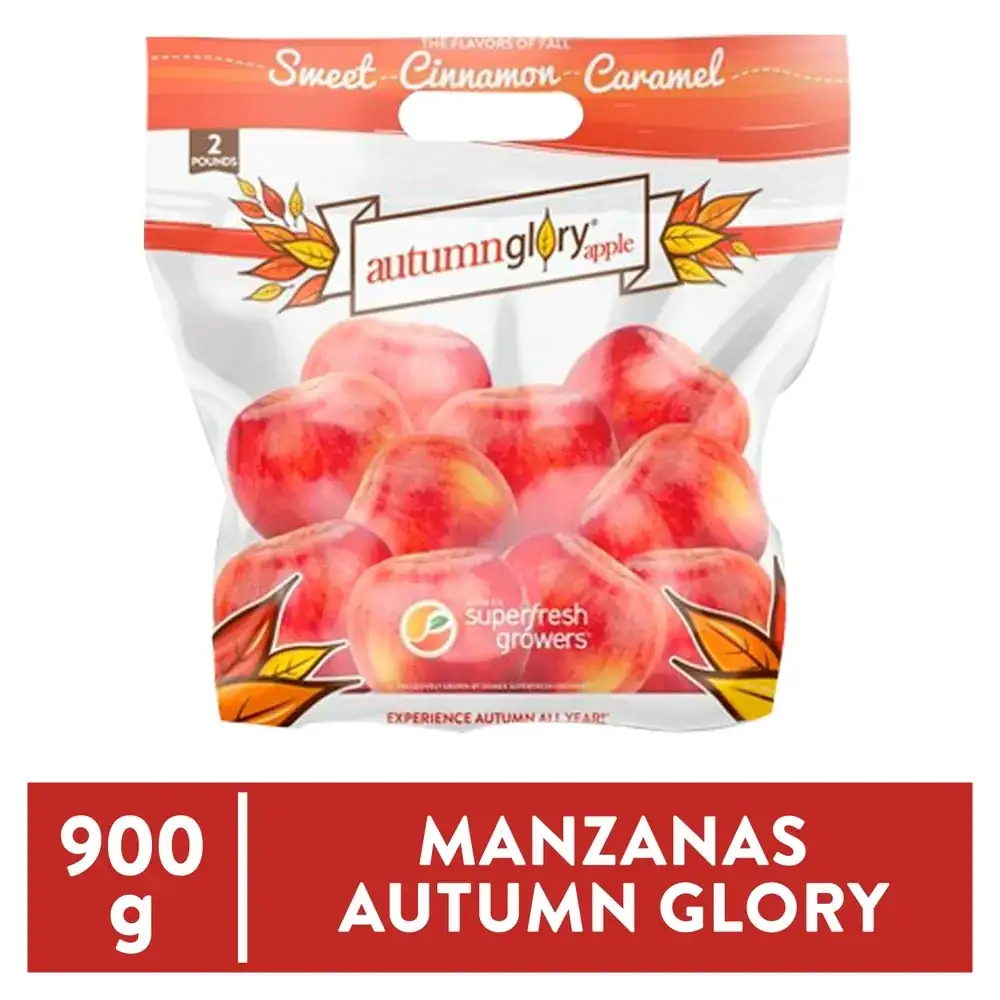 THE FLAVORS OF FALL
Sweet Cinnamon Caramel
2
POUNDS
autumnglory®
apple
superfresh
growers
EXPERIENCE AUTUMN ALL YEAR!
900
g
MANZANAS
AUTUMN GLORY